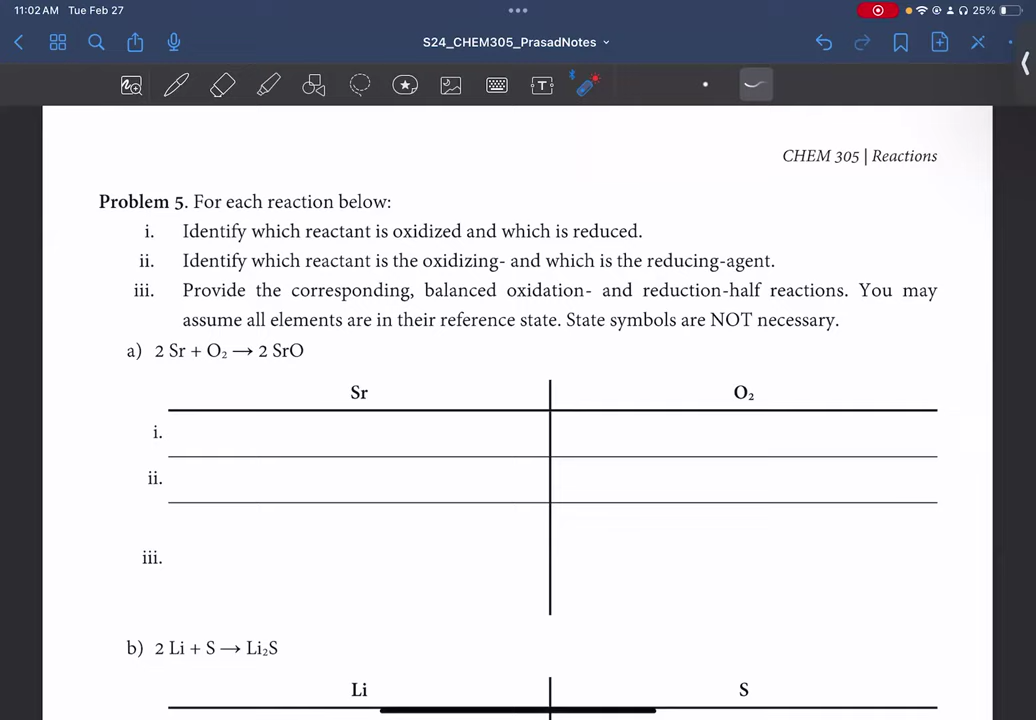 11:02 AM Tue Feb 27
25%
S24_CHEM305_PrasadNotes
CHEM 305 | Reactions
Problem 5. For each reaction below:
i. Identify which reactant is oxidized and which is reduced.
ii. Identify which reactant is the oxidizing- and which is the reducing-agent.
iii. Provide the corresponding, balanced oxidation- and reduction-half reactions. You may
assume all elements are in their reference state. State symbols are NOT necessary.
a) 2 Sr + O₂ → 2 SrO
Sr O₂
i.
ii.
iii.
b) 2 Li + S → Li₂S
Li S